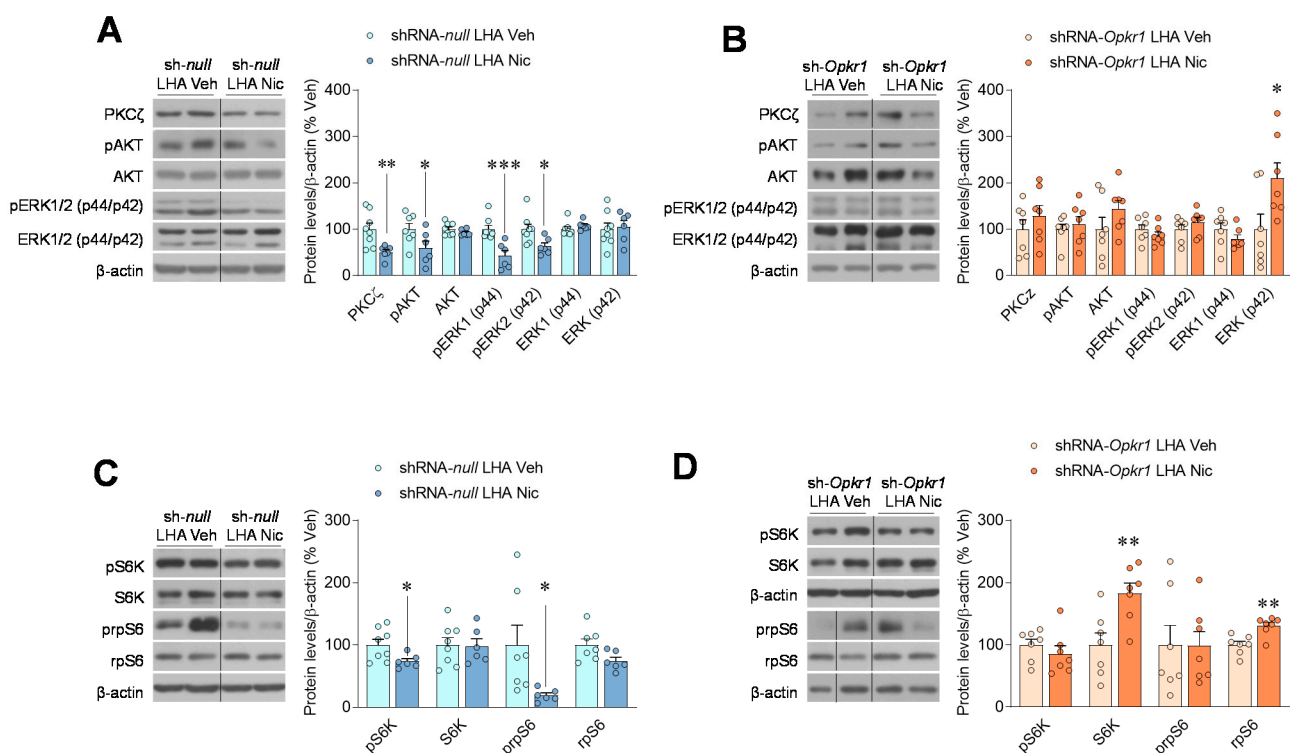 A
shRNA-null LHA Veh
shRNA-null LHA Nic
sh-null sh-null
LHA Veh LHA Nic
PKCζ
pAKT
AKT
pERK1/2 (p44/p42)
ERK1/2 (p44/p42)
β-actin
Protein levels/β-actin (% Veh)
400
300
200
100
0
** * *** *
PKCζ
pAKT
AKT
pERK1 (p44)
pERK2 (p42)
ERK1 (p44)
ERK (p42)
B
shRNA-Opkr1 LHA Veh
shRNA-Opkr1 LHA Nic
sh-Opkr1 sh-Opkr1
LHA Veh LHA Nic
PKCζ
pAKT
AKT
pERK1/2 (p44/p42)
ERK1/2 (p44/p42)
β-actin
Protein levels/β-actin (% Veh)
400
300
200
100
0
*
PKCz
pAKT
AKT
pERK1 (p44)
pERK2 (p42)
ERK1 (p44)
ERK (p42)
C
shRNA-null LHA Veh
shRNA-null LHA Nic
sh-null sh-null
LHA Veh LHA Nic
pS6K
S6K
prpS6
rpS6
β-actin
Protein levels/β-actin (% Veh)
300
200
100
0
* *
pS6K
S6K
prpS6
rpS6
D
shRNA-Opkr1 LHA Veh
shRNA-Opkr1 LHA Nic
sh-Opkr1 sh-Opkr1
LHA Veh LHA Nic
pS6K
S6K
β-actin
prpS6
rpS6
β-actin
Protein levels/β-actin (% Veh)
300
200
100
0
** **
pS6K
S6K
prpS6
rpS6